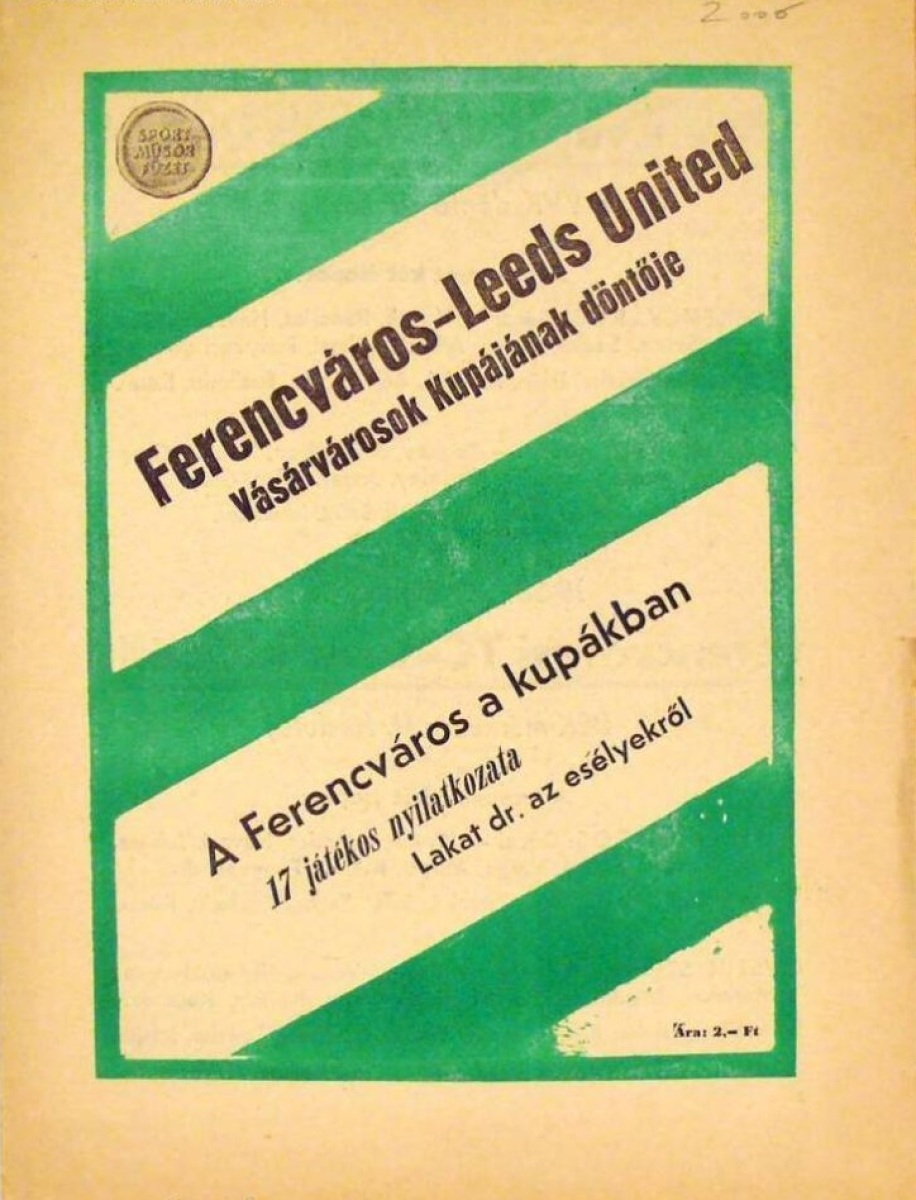 2000
SPORT
MŰSOR
FÜZET
Ferencváros-Leeds United
Vásárvárosok Kupájának döntője
A Ferencváros a kupákban
17 játékos nyilatkozata
Lakat dr. az esélyekről
Ára: 2,— Ft